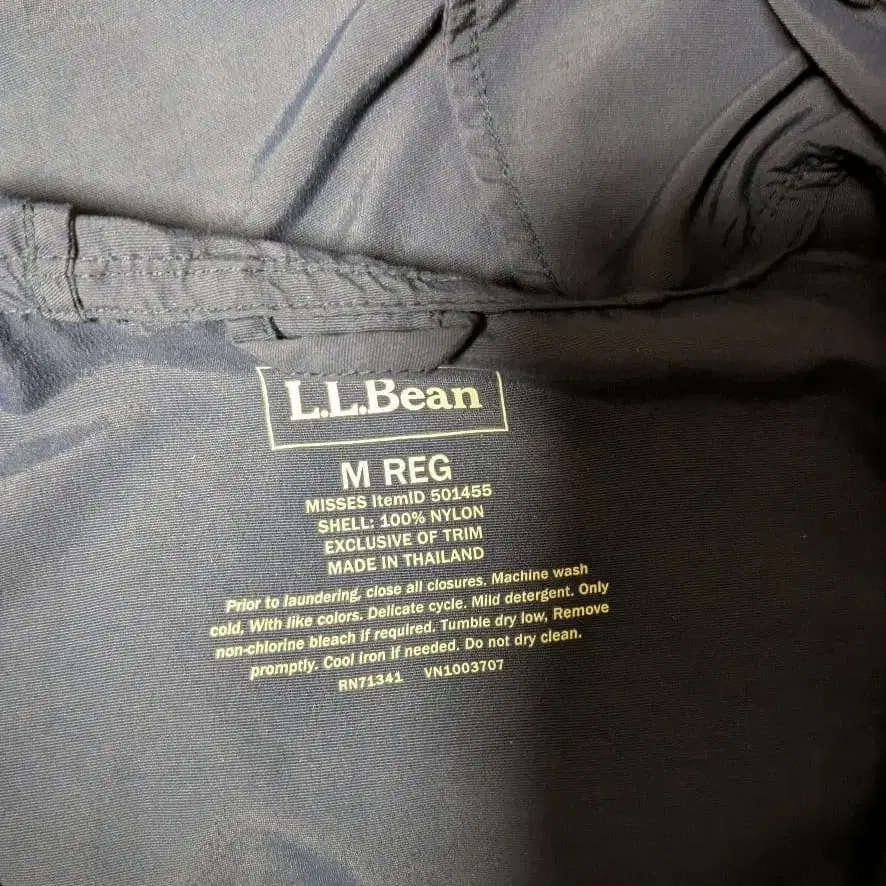 L.L.Bean
M REG
MISSES ItemID 501455
SHELL: 100% NYLON
EXCLUSIVE OF TRIM
MADE IN THAILAND
Prior to laundering, close all closures. Machine wash
cold, With like colors. Delicate cycle. Mild detergent. Only
non-chlorine bleach if required. Tumble dry low, Remove
promptly. Cool iron if needed. Do not dry clean.
RN71341 VN1003707